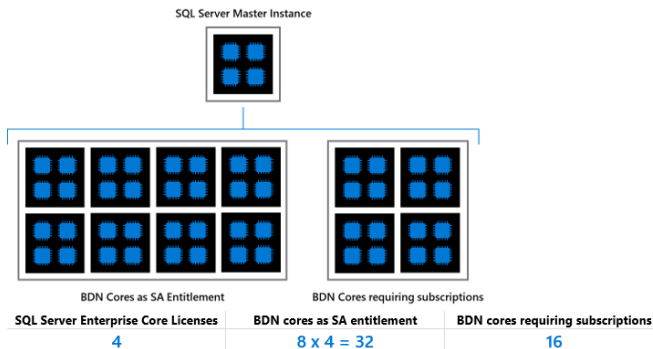 SQL Server Master Instance
BDN Cores as SA Entitlement
BDN Cores requiring subscriptions
SQL Server Enterprise Core Licenses
BDN cores as SA entitlement
BDN cores requiring subscriptions
4
8 x 4 = 32
16